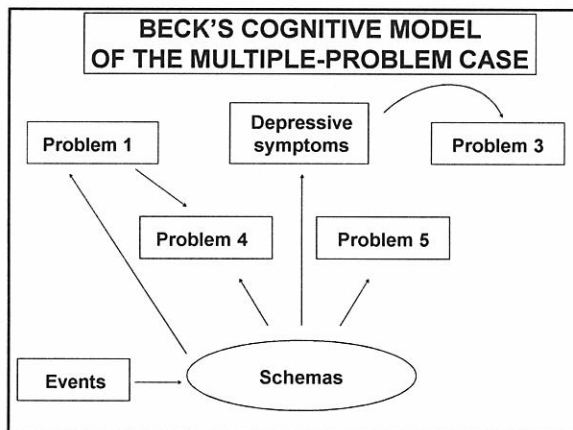 BECK'S COGNITIVE MODEL
OF THE MULTIPLE-PROBLEM CASE
Problem 1
Depressive
symptoms
Problem 3
Problem 4
Problem 5
Events
Schemas